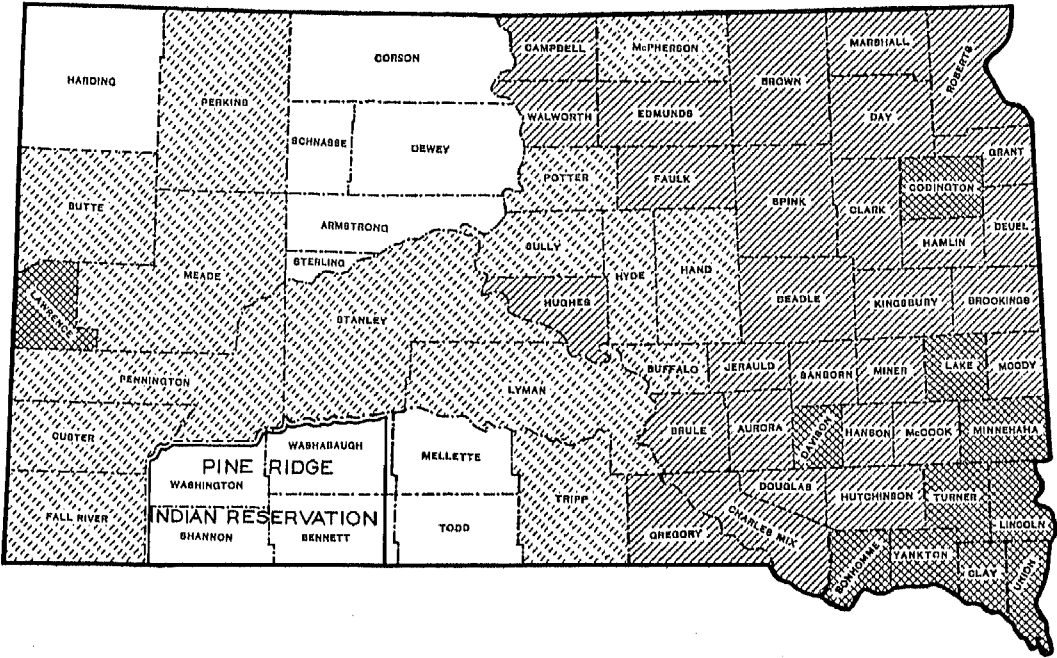 HARDING
PERKINS
CORSON
CAMPBELL
McPHERSON
BROWN
MARSHALL
ROBERTS
SCHNASSE
DEWEY
WALWORTH
EDMUNDS
DAY
GRANT
BUTTE
POTTER
FAULK
SPINK
CLARK
CODINGTON
DEUEL
HAMLIN
ARMSTRONG
STERLING
MEADE
SULLY
HYDE
HAND
LAWRENCE
STANLEY
HUGHES
BEADLE
KINGSBURY
BROOKINGS
PENNINGTON
LYMAN
BUFFALO
JERAULD
SANBORN
MINER
LAKE
MOODY
CUSTER
WASHABAUGH
MELLETTE
BRULE
AURORA
DAVISON
HANSON
McCOOK
MINNEHAHA
PINE RIDGE
WASHINGTON
INDIAN RESERVATION
FALL RIVER
SHANNON
BENNETT
TODD
TRIPP
GREGORY
CHARLES MIX
DOUGLAS
HUTCHINSON
TURNER
LINCOLN
BONHOMME
YANKTON
CLAY
UNION